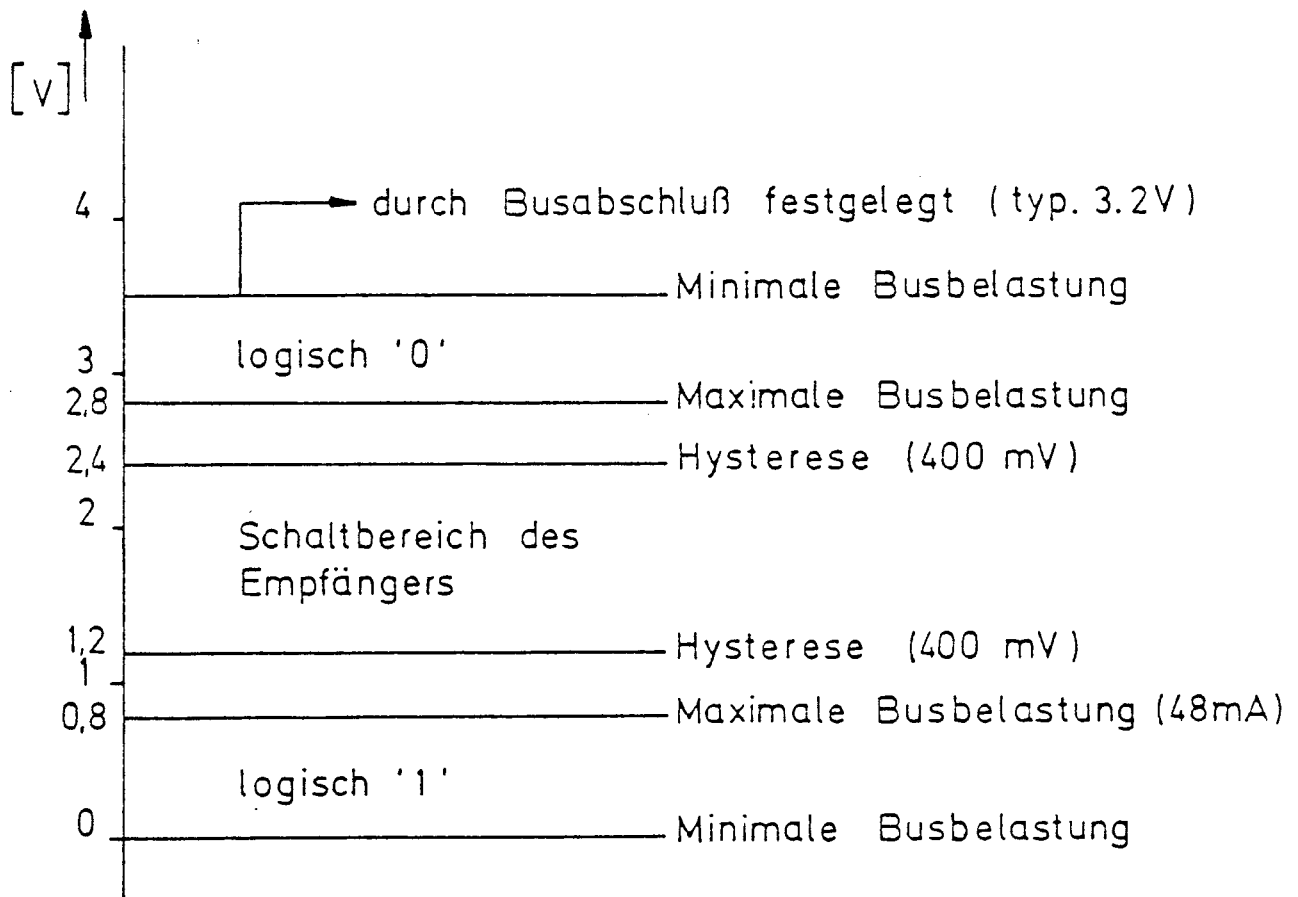 [V]
4
durch Busabschluß festgelegt (typ. 3.2V)
Minimale Busbelastung
3
logisch '0'
2,8
Maximale Busbelastung
2,4
Hysterese (400 mV)
2
Schaltbereich des
Empfängers
1,2
Hysterese (400 mV)
1
0,8
Maximale Busbelastung (48mA)
logisch '1'
0
Minimale Busbelastung